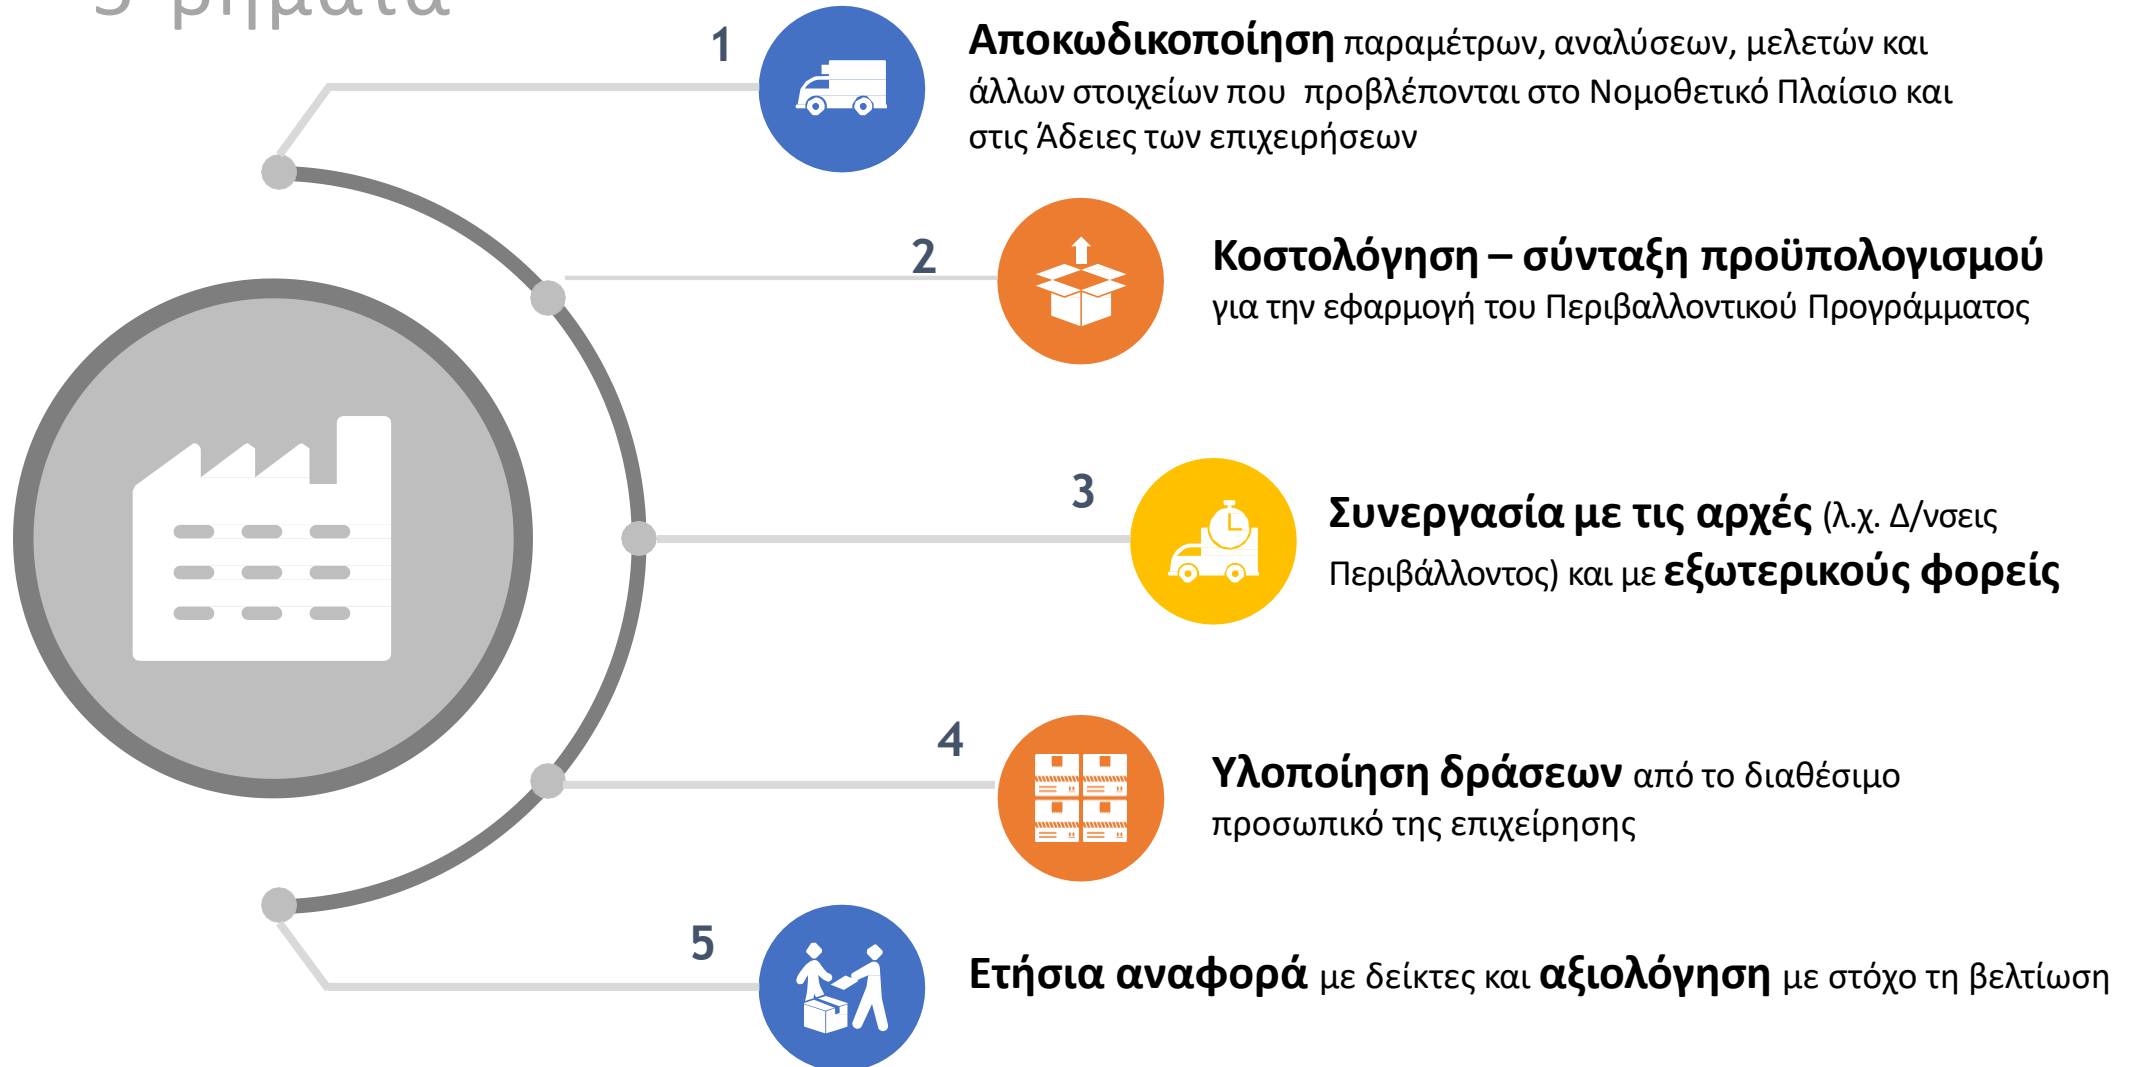 5 βήματα
1
Αποκωδικοποίηση παραμέτρων, αναλύσεων, μελετών και
άλλων στοιχείων που προβλέπονται στο Νομοθετικό Πλαίσιο και
στις Άδειες των επιχειρήσεων
2
Κοστολόγηση – σύνταξη προϋπολογισμού
για την εφαρμογή του Περιβαλλοντικού Προγράμματος
3
Συνεργασία με τις αρχές (λ.χ. Δ/νσεις
Περιβάλλοντος) και με εξωτερικούς φορείς
4
Υλοποίηση δράσεων από το διαθέσιμο
προσωπικό της επιχείρησης
5
Ετήσια αναφορά με δείκτες και αξιολόγηση με στόχο τη βελτίωση